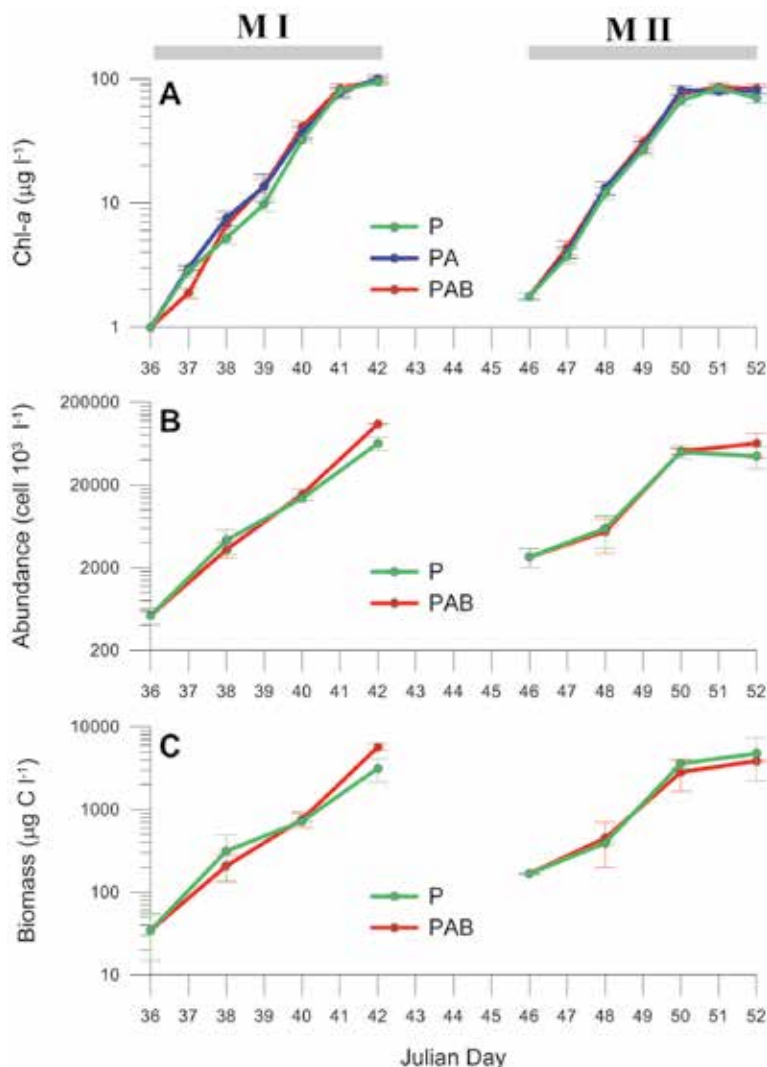 M I
M II
A
Chl-a (µg l⁻¹)
100
10
1
P
PA
PAB
36 37 38 39 40 41 42 43 44 45 46 47 48 49 50 51 52
B
Abundance (cell 10³ l⁻¹)
200000
20000
2000
200
P
PAB
36 37 38 39 40 41 42 43 44 45 46 47 48 49 50 51 52
C
Biomass (µg C l⁻¹)
10000
1000
100
10
P
PAB
36 37 38 39 40 41 42 43 44 45 46 47 48 49 50 51 52
Julian Day